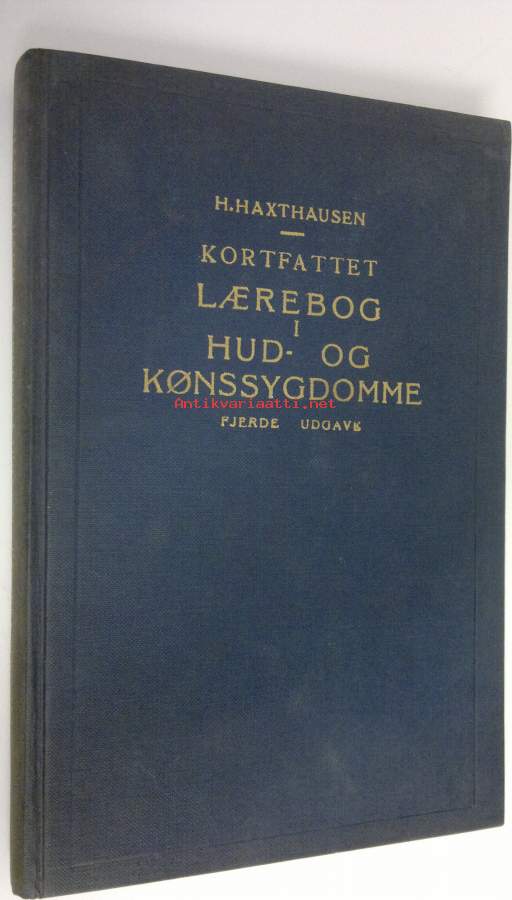 H. HAXTHAUSEN
KORTFATTET
LÆREBOG
I
HUD- OG
KØNSSYGDOMME
Antikvariaatti.net
FJERDE UDGAVE